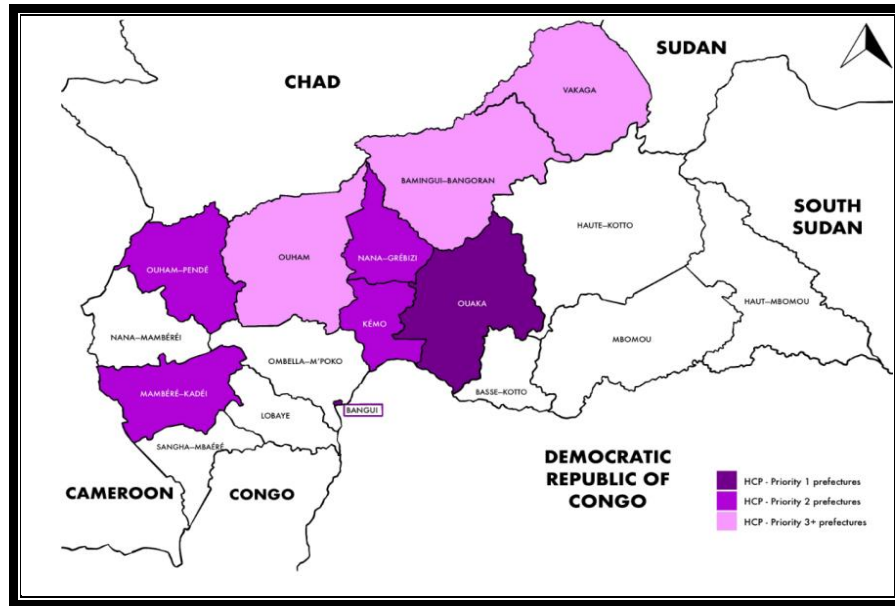 SUDAN
CHAD
VAKAGA
BAMINGUI–BANGORAN
SOUTH
SUDAN
HAUTE–KOTTO
OUHAM
NANA–GRÉBIZI
OUHAM–PENDÉ
HAUT–MBOMOU
OUAKA
KÉMO
NANA–MAMBÉRÉI
MBOMOU
OMBELLA–M'POKO
MAMBÉRÉ–KADÉI
BASSE–KOTTO
BANGUI
LOBAYE
SANGHA–MBAÉRÉ
DEMOCRATIC
REPUBLIC OF
CONGO
CAMEROON
CONGO
HCP - Priority 1 prefectures
HCP - Priority 2 prefectures
HCP - Priority 3+ prefectures